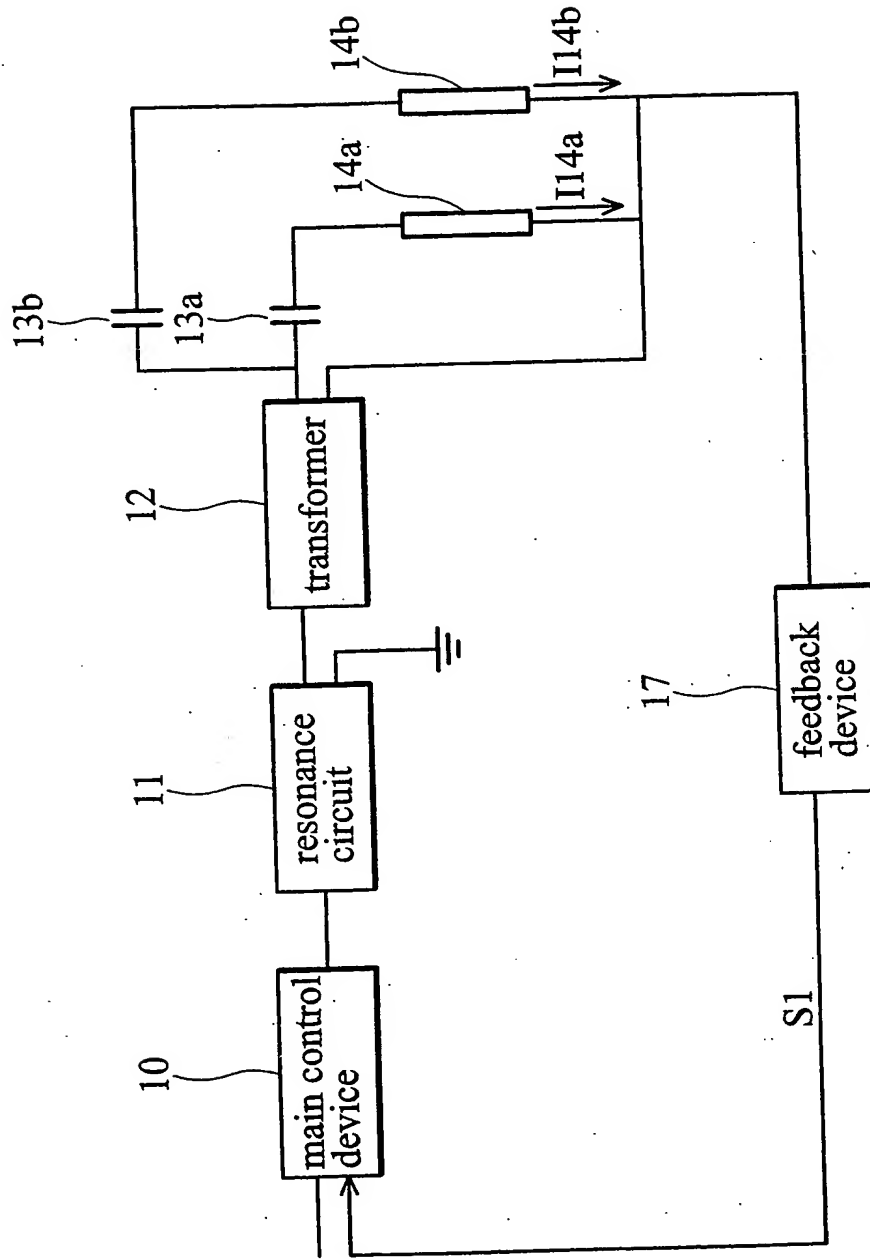 10
main control
device
11
resonance
circuit
12
transformer
13b
13a
14a
14b
I14a
I14b
17
feedback
device
S1